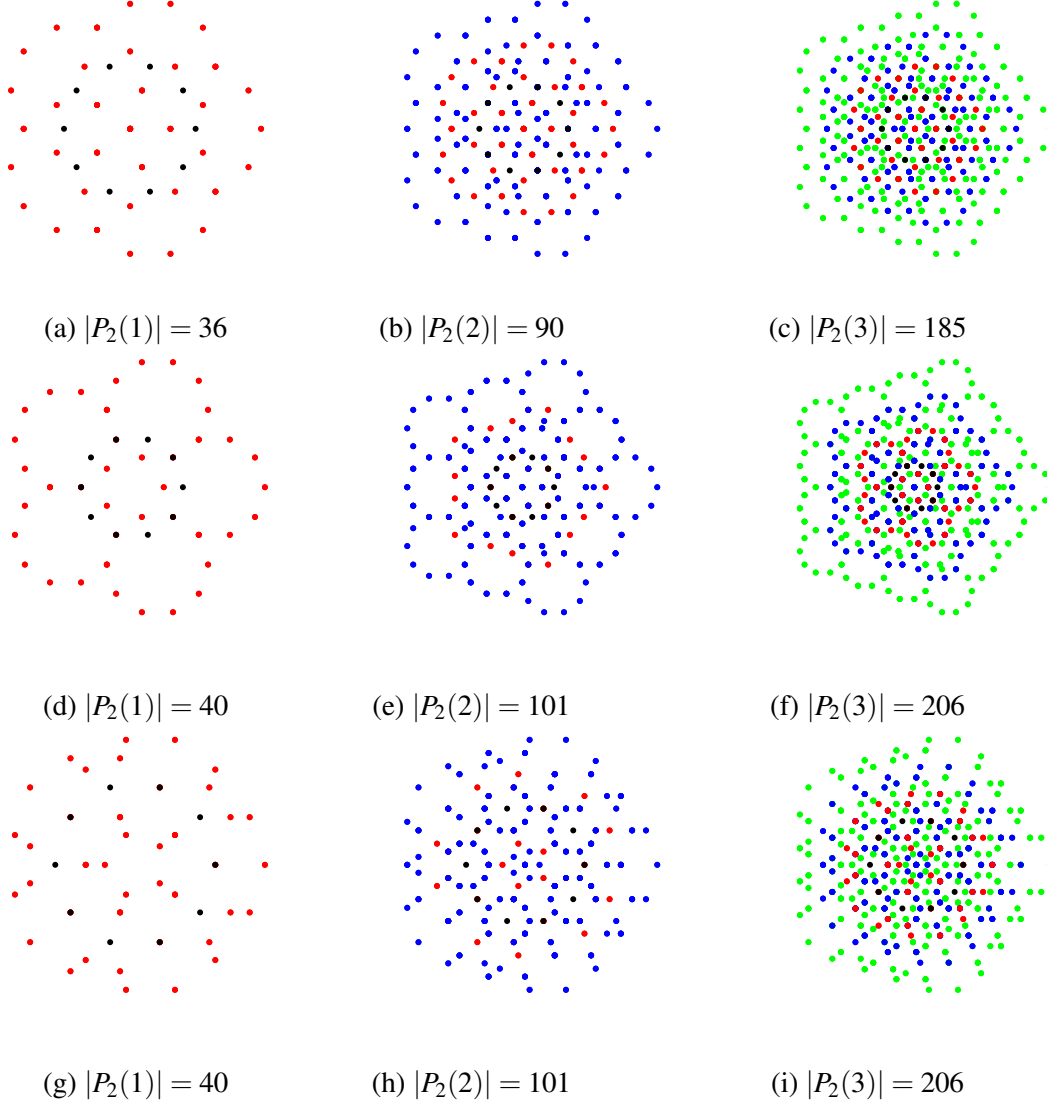 (a) |P₂(1)| = 36 (b) |P₂(2)| = 90 (c) |P₂(3)| = 185
(d) |P₂(1)| = 40 (e) |P₂(2)| = 101 (f) |P₂(3)| = 206
(g) |P₂(1)| = 40 (h) |P₂(2)| = 101 (i) |P₂(3)| = 206